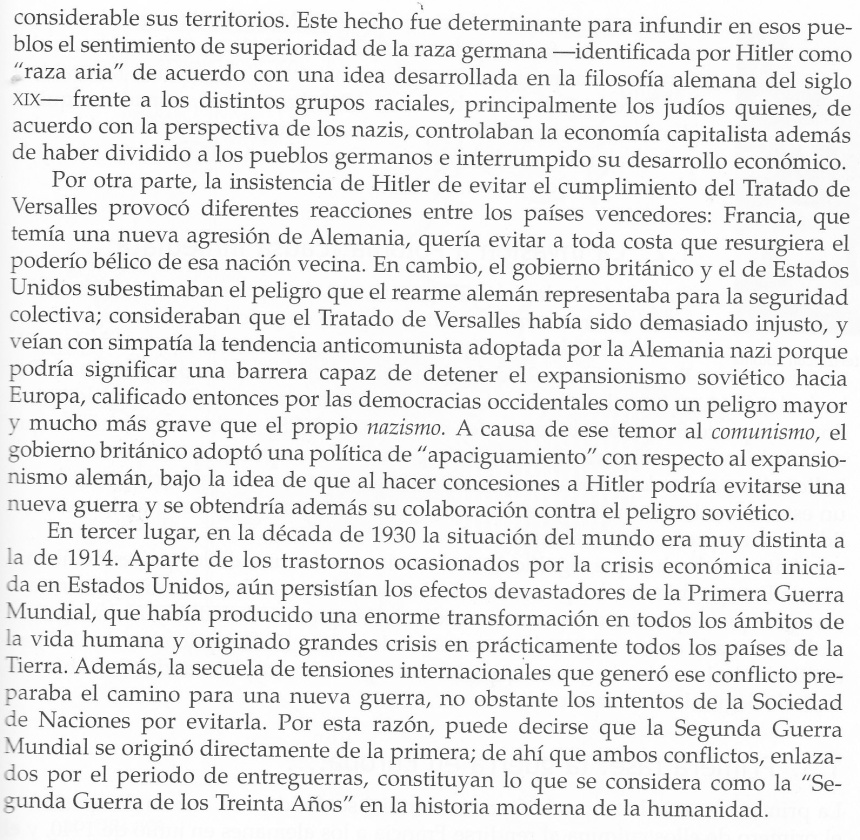 considerable sus territorios. Este hecho fue determinante para infundir en esos pue-
blos el sentimiento de superioridad de la raza germana —identificada por Hitler como
“raza aria” de acuerdo con una idea desarrollada en la filosofía alemana del siglo
XIX— frente a los distintos grupos raciales, principalmente los judíos quienes, de
acuerdo con la perspectiva de los nazis, controlaban la economía capitalista además
de haber dividido a los pueblos germanos e interrumpido su desarrollo económico.
Por otra parte, la insistencia de Hitler de evitar el cumplimiento del Tratado de
Versalles provocó diferentes reacciones entre los países vencedores: Francia, que
temía una nueva agresión de Alemania, quería evitar a toda costa que resurgiera el
poderío bélico de esa nación vecina. En cambio, el gobierno británico y el de Estados
Unidos subestimaban el peligro que el rearme alemán representaba para la seguridad
colectiva; consideraban que el Tratado de Versalles había sido demasiado injusto, y
veían con simpatía la tendencia anticomunista adoptada por la Alemania nazi porque
podría significar una barrera capaz de detener el expansionismo soviético hacia
Europa, calificado entonces por las democracias occidentales como un peligro mayor
y mucho más grave que el propio nazismo. A causa de ese temor al comunismo, el
gobierno británico adoptó una política de “apaciguamiento” con respecto al expansio-
nismo alemán, bajo la idea de que al hacer concesiones a Hitler podría evitarse una
nueva guerra y se obtendría además su colaboración contra el peligro soviético.
En tercer lugar, en la década de 1930 la situación del mundo era muy distinta a
la de 1914. Aparte de los trastornos ocasionados por la crisis económica inicia-
da en Estados Unidos, aún persistían los efectos devastadores de la Primera Guerra
Mundial, que había producido una enorme transformación en todos los ámbitos de
la vida humana y originado grandes crisis en prácticamente todos los países de la
Tierra. Además, la secuela de tensiones internacionales que generó ese conflicto pre-
paraba el camino para una nueva guerra, no obstante los intentos de la Sociedad
de Naciones por evitarla. Por esta razón, puede decirse que la Segunda Guerra
Mundial se originó directamente de la primera; de ahí que ambos conflictos, enlaza-
dos por el periodo de entreguerras, constituyan lo que se considera como la “Se-
gunda Guerra de los Treinta Años” en la historia moderna de la humanidad.